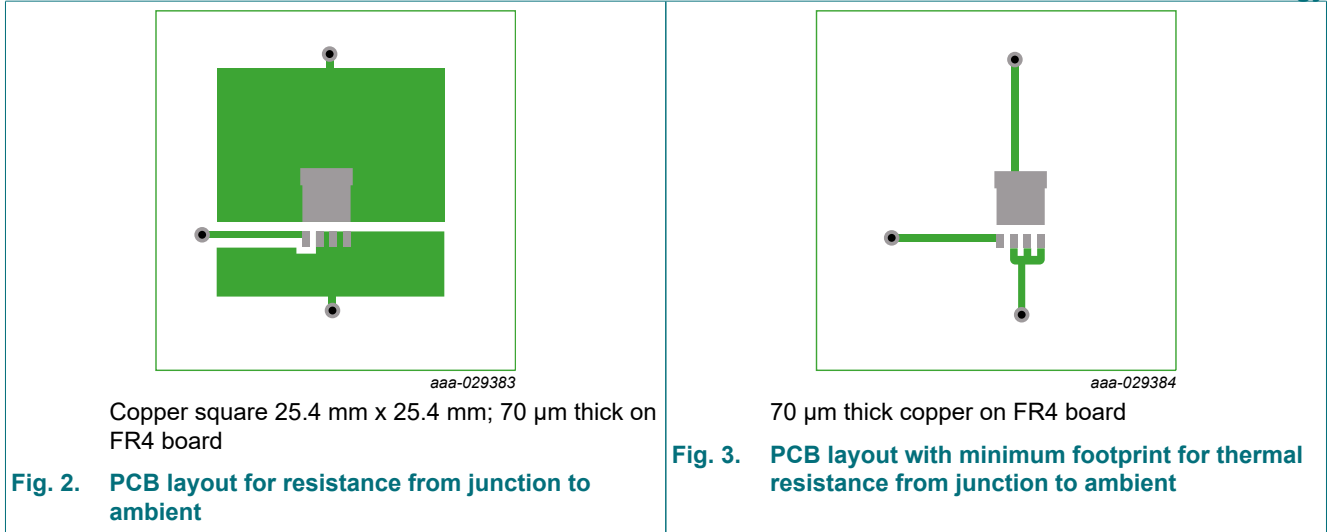 aaa-029383
Copper square 25.4 mm x 25.4 mm; 70 µm thick on
FR4 board
Fig. 2. PCB layout for resistance from junction to
ambient
aaa-029384
70 µm thick copper on FR4 board
Fig. 3. PCB layout with minimum footprint for thermal
resistance from junction to ambient